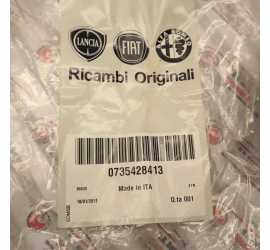 LANCIA FIAT ALFA ROMEO
Ricambi Originali
0735428413
Made in ITA
Q.ta 001